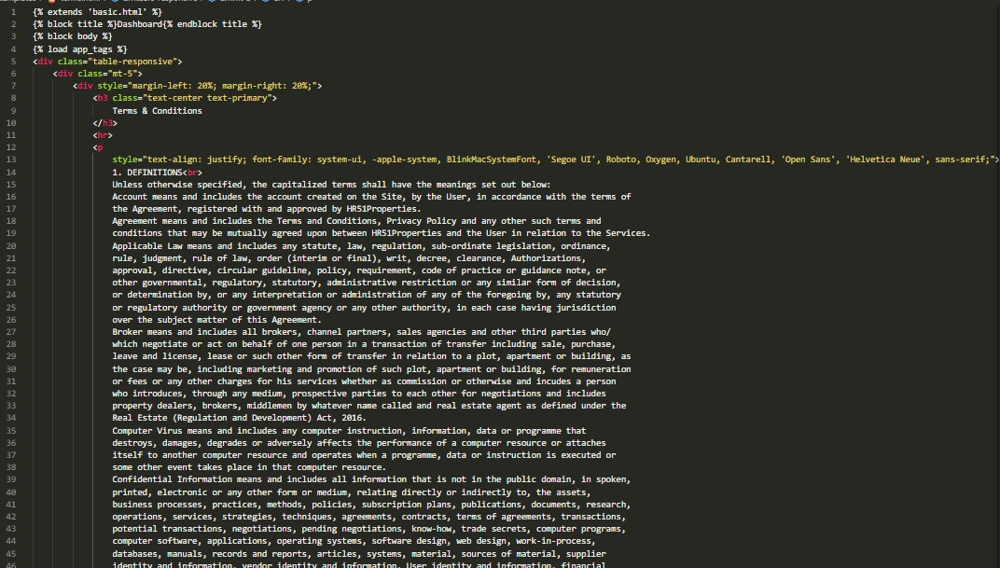 1 {% extends 'basic.html' %}
2 {% block title %}Dashboard{% endblock title %}
3 {% block body %}
4 {% load app_tags %}
5 <div class="table-responsive">
6 <div class="mt-5">
7 <div style="margin-left: 20%; margin-right: 20%;">
8 <h3 class="text-center text-primary">
9 Terms & Conditions
10 </h3>
11 <hr>
12 <p
13 style="text-align: justify; font-family: system-ui, -apple-system, BlinkMacSystemFont, 'Segoe UI', Roboto, Oxygen, Ubuntu, Cantarell, 'Open Sans', 'Helvetica Neue', sans-serif;">
14 1. DEFINITIONS<br>
15 Unless otherwise specified, the capitalized terms shall have the meanings set out below:
16 Account means and includes the account created on the Site, by the User, in accordance with the terms of
17 the Agreement, registered with and approved by HR51Properties.
18 Agreement means and includes the Terms and Conditions, Privacy Policy and any other such terms and
19 conditions that may be mutually agreed upon between HR51Properties and the User in relation to the Services.
20 Applicable Law means and includes any statute, law, regulation, sub-ordinate legislation, ordinance,
21 rule, judgment, rule of law, order (interim or final), writ, decree, clearance, Authorizations,
22 approval, directive, circular guideline, policy, requirement, code of practice or guidance note, or
23 other governmental, regulatory, statutory, administrative restriction or any similar form of decision,
24 or determination by, or any interpretation or administration of any of the foregoing by, any statutory
25 or regulatory authority or government agency or any other authority, in each case having jurisdiction
26 over the subject matter of this Agreement.
27 Broker means and includes all brokers, channel partners, sales agencies and other third parties who/
28 which negotiate or act on behalf of one person in a transaction of transfer including sale, purchase,
29 leave and license, lease or such other form of transfer in relation to a plot, apartment or building, as
30 the case may be, including marketing and promotion of such plot, apartment or building, for remuneration
31 or fees or any other charges for his services whether as commission or otherwise and incudes a person
32 who introduces, through any medium, prospective parties to each other for negotiations and includes
33 property dealers, brokers, middlemen by whatever name called and real estate agent as defined under the
34 Real Estate (Regulation and Development) Act, 2016.
35 Computer Virus means and includes any computer instruction, information, data or programme that
36 destroys, damages, degrades or adversely affects the performance of a computer resource or attaches
37 itself to another computer resource and operates when a programme, data or instruction is executed or
38 some other event takes place in that computer resource.
39 Confidential Information means and includes all information that is not in the public domain, in spoken,
40 printed, electronic or any other form or medium, relating directly or indirectly to, the assets,
41 business processes, practices, methods, policies, subscription plans, publications, documents, research,
42 operations, services, strategies, techniques, agreements, contracts, terms of agreements, transactions,
43 potential transactions, negotiations, pending negotiations, know-how, trade secrets, computer programs,
44 computer software, applications, operating systems, software design, web design, work-in-process,
45 databases, manuals, records and reports, articles, systems, material, sources of material, supplier
46 identity and information, vendor identity and information, User identity and information, financial